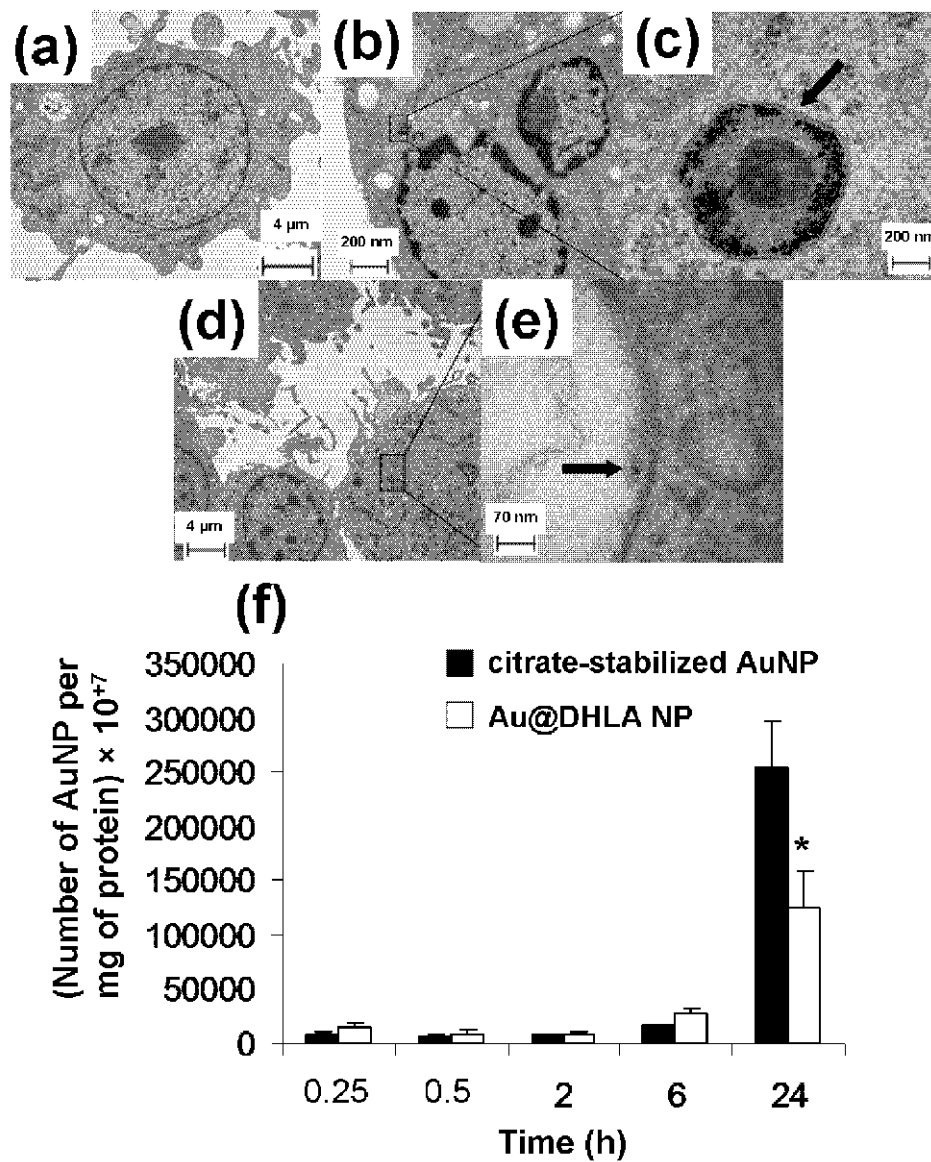 (a)
(b)
(c)
4 µm
200 nm
200 nm
(d)
(e)
4 µm
70 nm
(f)
(Number of AuNP per
mg of protein) × 10⁺⁷
350000
300000
250000
200000
150000
100000
50000
0
citrate-stabilized AuNP
Au@DHLA NP
*
0.25
0.5
2
6
24
Time (h)